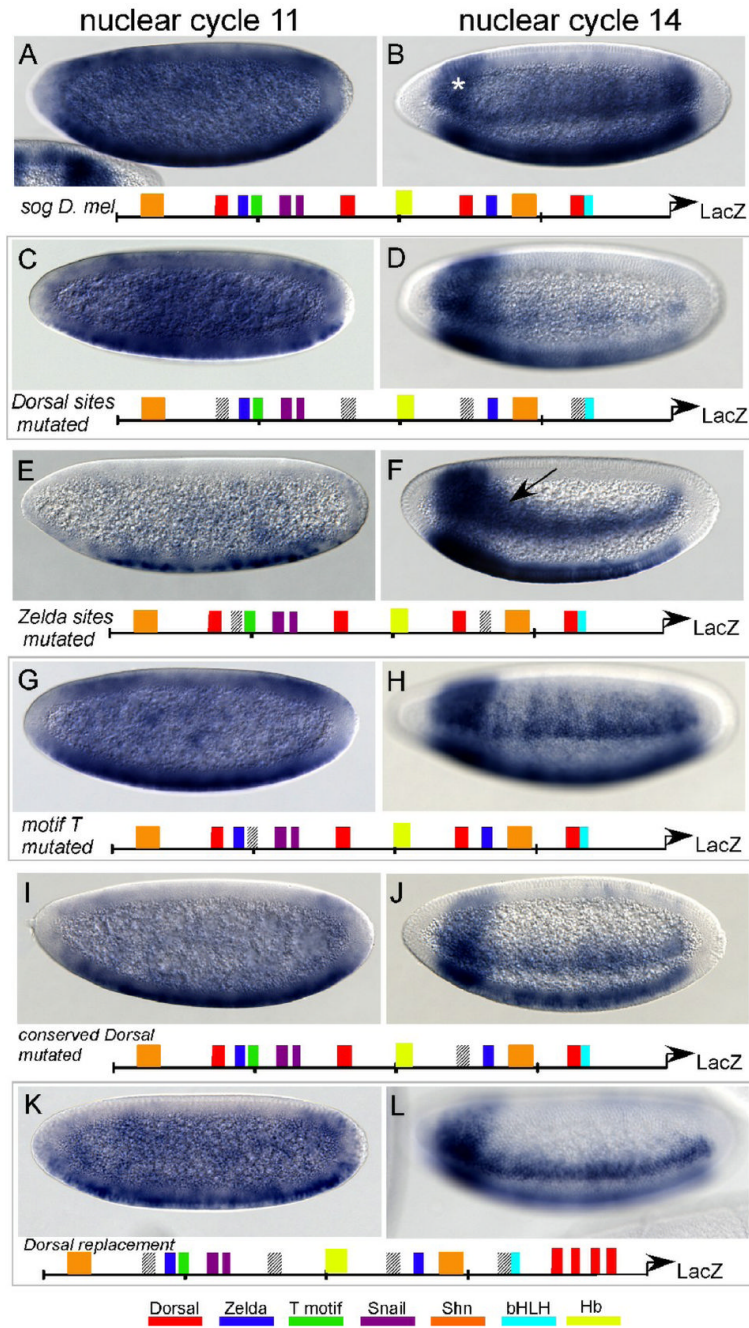 nuclear cycle 11 nuclear cycle 14
A B
*
sog D. mel LacZ
C D
Dorsal sites
mutated LacZ
E F
Zelda sites
mutated LacZ
G H
motif T
mutated LacZ
I J
conserved Dorsal
mutated LacZ
K L
Dorsal replacement
LacZ
Dorsal Zelda T motif Snail Shn bHLH Hb